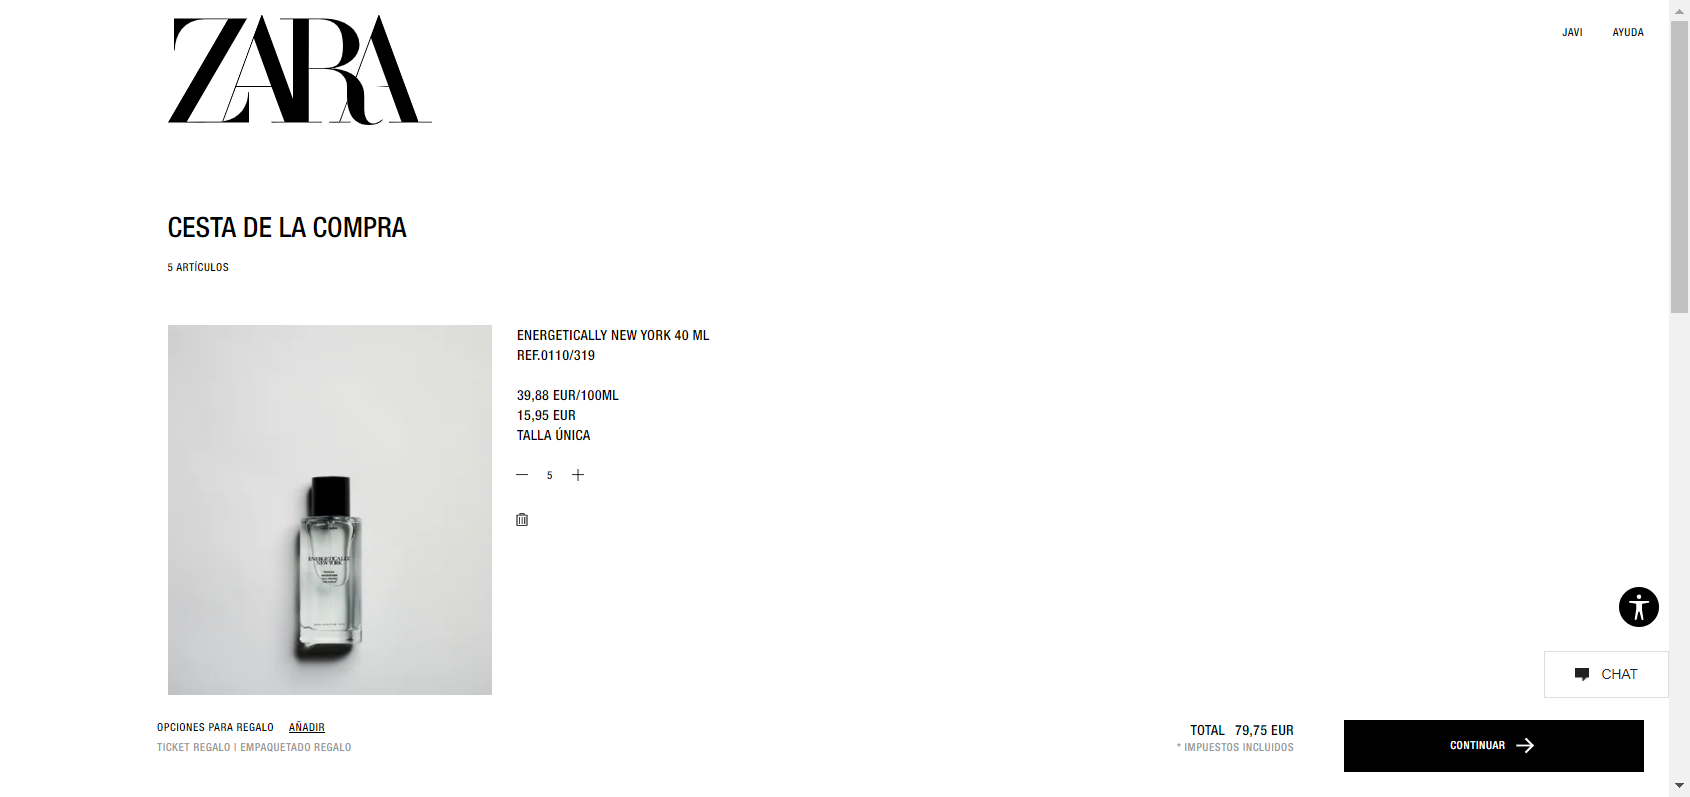 ZARA
JAVI
AYUDA
CESTA DE LA COMPRA
5 ARTÍCULOS
ENERGETICALLY NEW YORK 40 ML
REF.0110/319
39,88 EUR/100ML
15,95 EUR
TALLA ÚNICA
5
ENERGETICALLY
NEW YORK
CHAT
OPCIONES PARA REGALO AÑADIR
TICKET REGALO | EMPAQUETADO REGALO
TOTAL 79,75 EUR
* IMPUESTOS INCLUIDOS
CONTINUAR